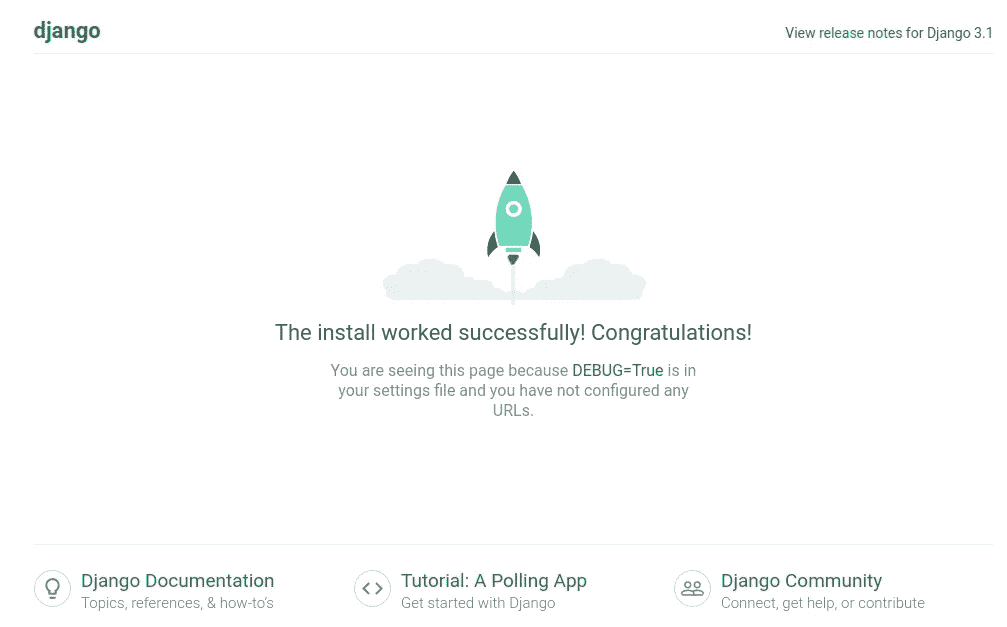 django
View release notes for Django 3.1
The install worked successfully! Congratulations!
You are seeing this page because DEBUG=True is in
your settings file and you have not configured any
URLs.
Django Documentation
Topics, references, & how-to's
Tutorial: A Polling App
Get started with Django
Django Community
Connect, get help, or contribute